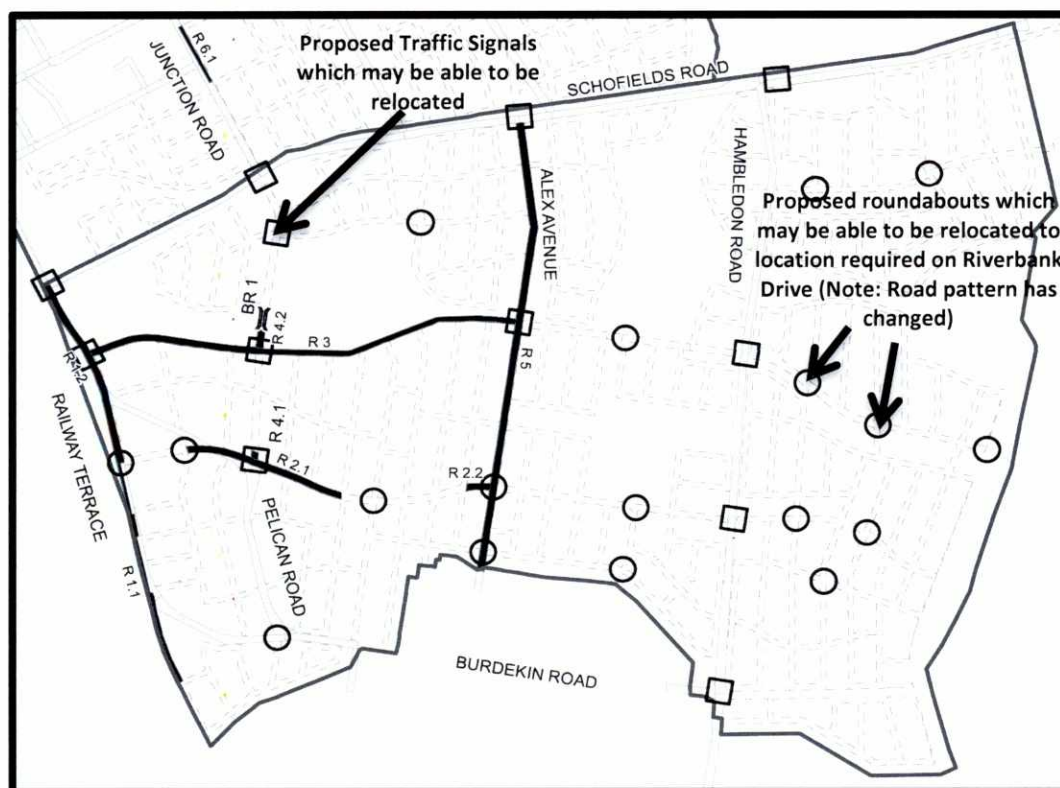 Proposed Traffic Signals
which may be able to be
relocated
R 6.1
JUNCTION ROAD
SCHOFIELDS ROAD
ALEX AVENUE
HAMBLEDON ROAD
Proposed roundabouts which
may be able to be relocated to
location required on Riverbank
Drive (Note: Road pattern has
changed)
BR 1
R 4.2
R 3
R 5
R 1.2
RAILWAY TERRACE
R 4.1
R 2.1
R 2.2
PELICAN ROAD
R 1.1
BURDEKIN ROAD